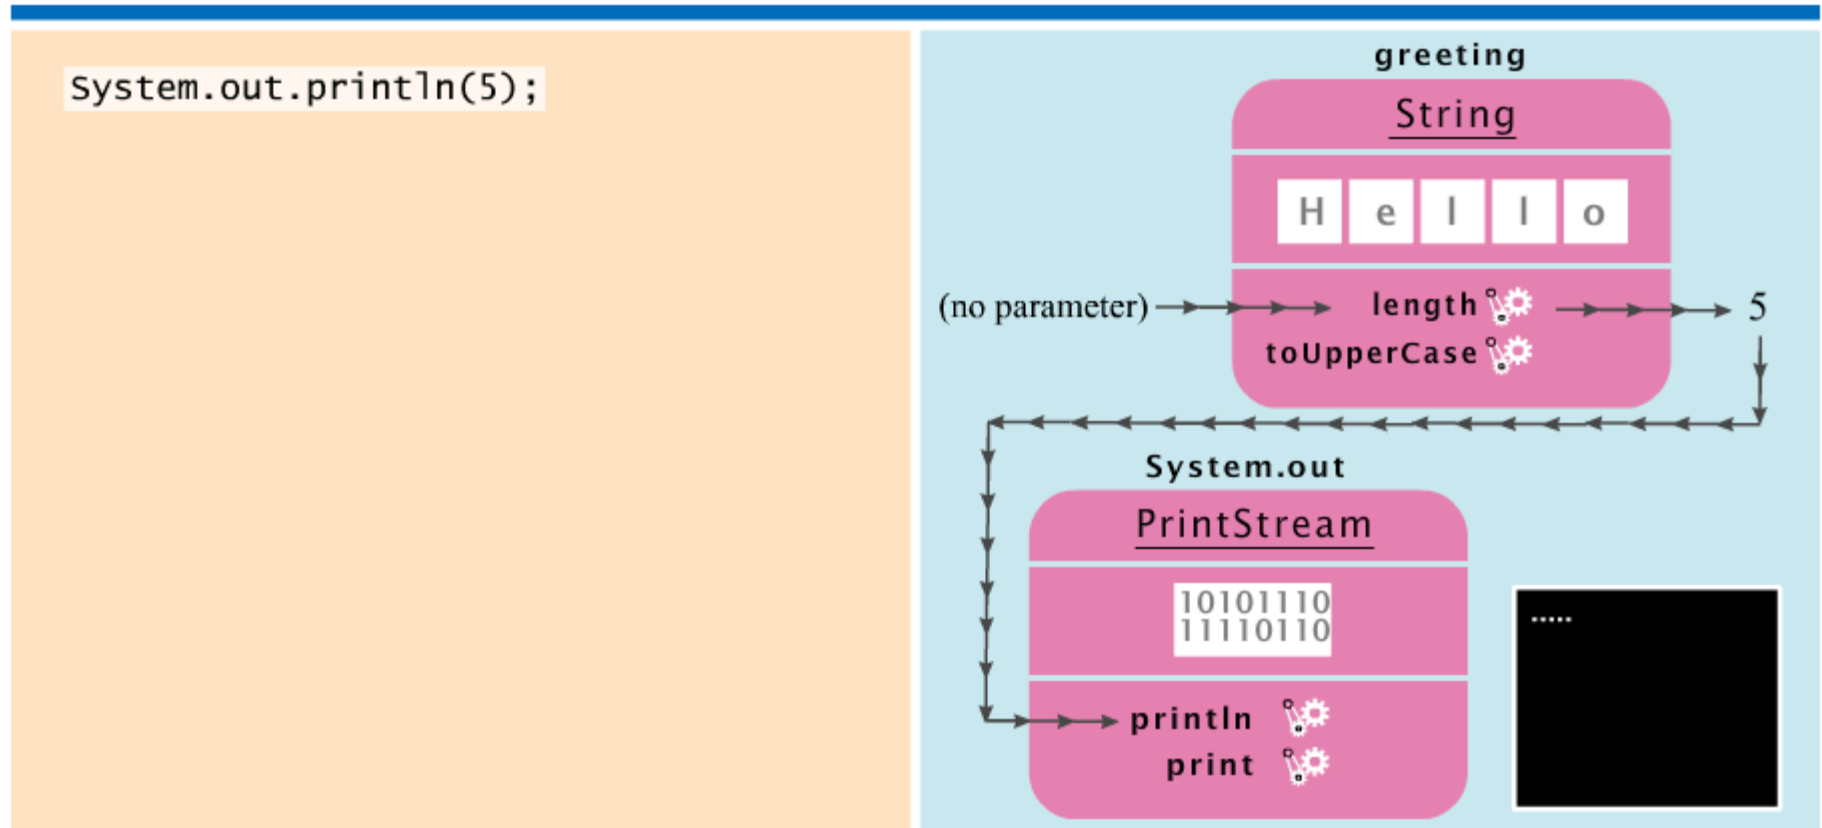 System.out.println(5);
greeting
String
H e l l o
(no parameter) length 5
toUpperCase
System.out
PrintStream
10101110
11110110
.....
println
print